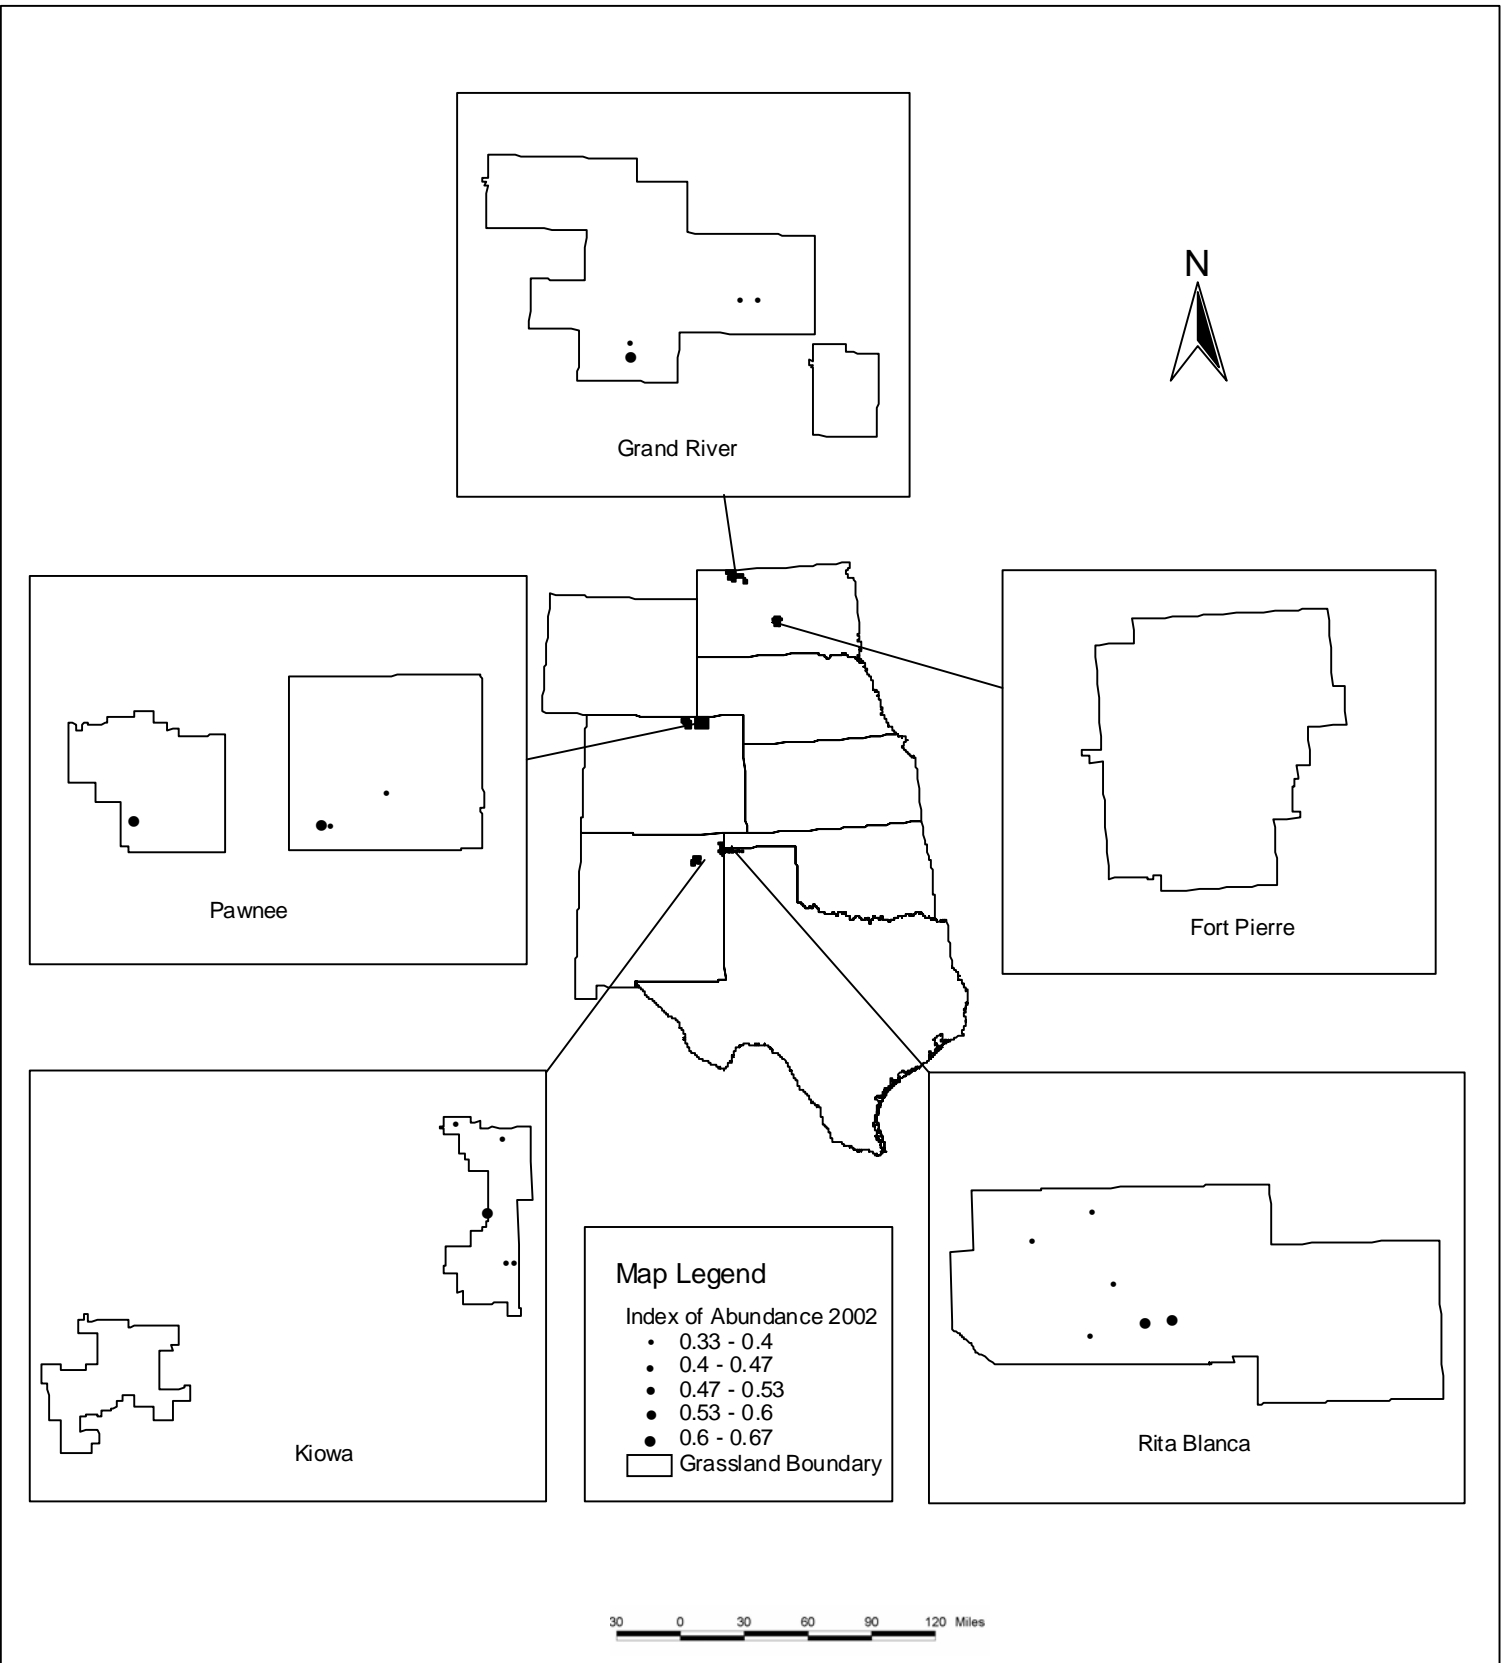 Grand River
N
Pawnee
Fort Pierre
Kiowa
Map Legend
Index of Abundance 2002
0.33 - 0.4
0.4 - 0.47
0.47 - 0.53
0.53 - 0.6
0.6 - 0.67
Grassland Boundary
Rita Blanca
30 0 30 60 90 120 Miles